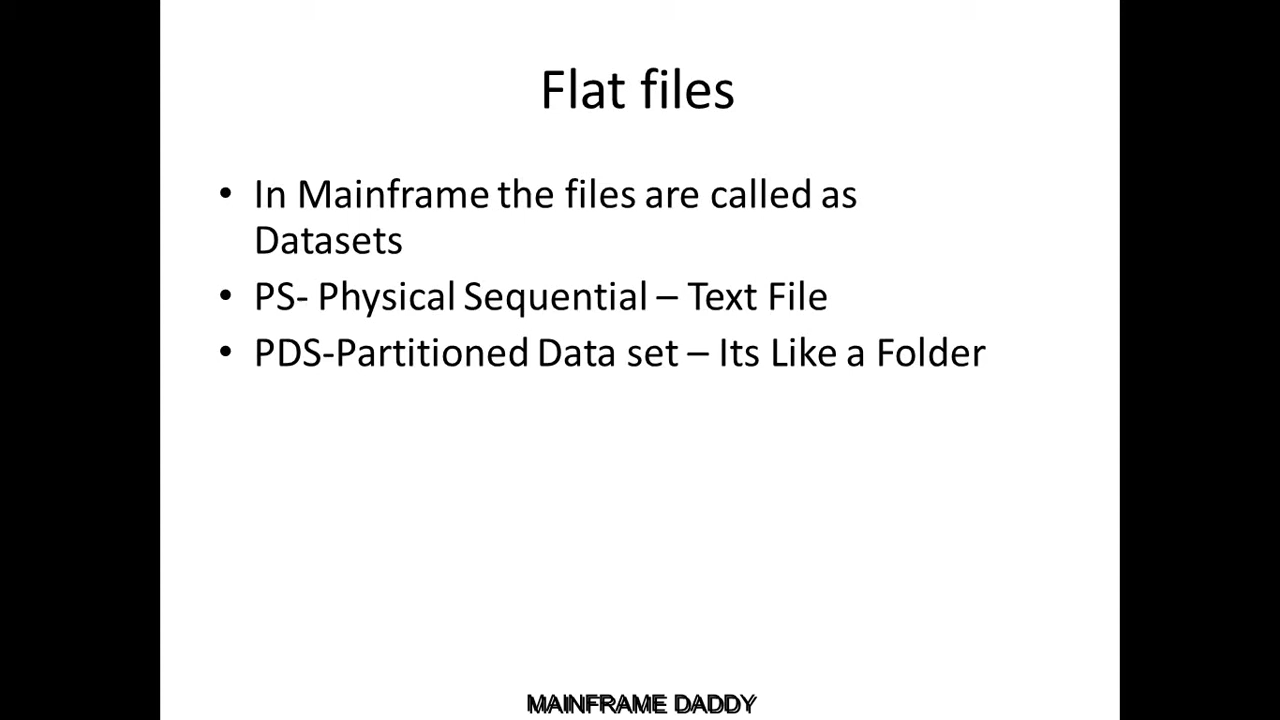 Flat files
• In Mainframe the files are called as
Datasets
• PS- Physical Sequential – Text File
• PDS-Partitioned Data set – Its Like a Folder
MAINFRAME DADDY